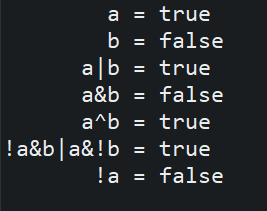 a = true
b = false
a|b = true
a&b = false
a^b = true
!a&b|a&!b = true
!a = false